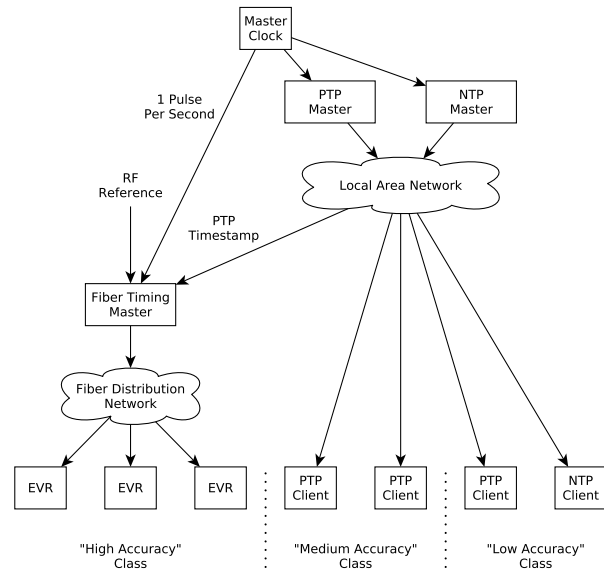 Master
Clock
PTP
Master
NTP
Master
1 Pulse
Per Second
RF
Reference
Local Area Network
PTP
Timestamp
Fiber Timing
Master
Fiber Distribution
Network
EVR
EVR
EVR
PTP
Client
PTP
Client
PTP
Client
NTP
Client
"High Accuracy"
Class
"Medium Accuracy"
Class
"Low Accuracy"
Class